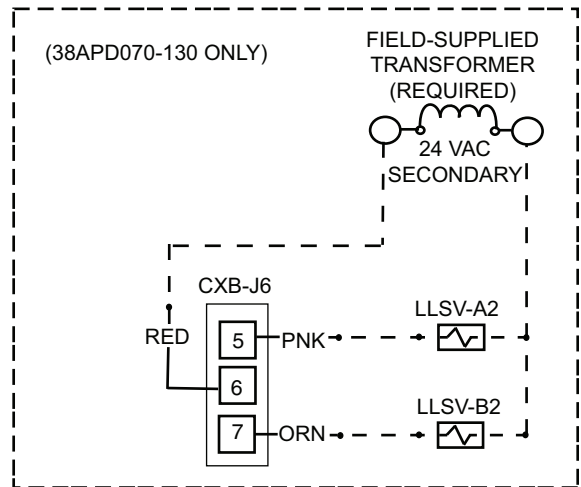 (38APD070-130 ONLY)
FIELD-SUPPLIED
TRANSFORMER
(REQUIRED)
24 VAC
SECONDARY
CXB-J6
LLSV-A2
RED
5
PNK
6
LLSV-B2
7
ORN